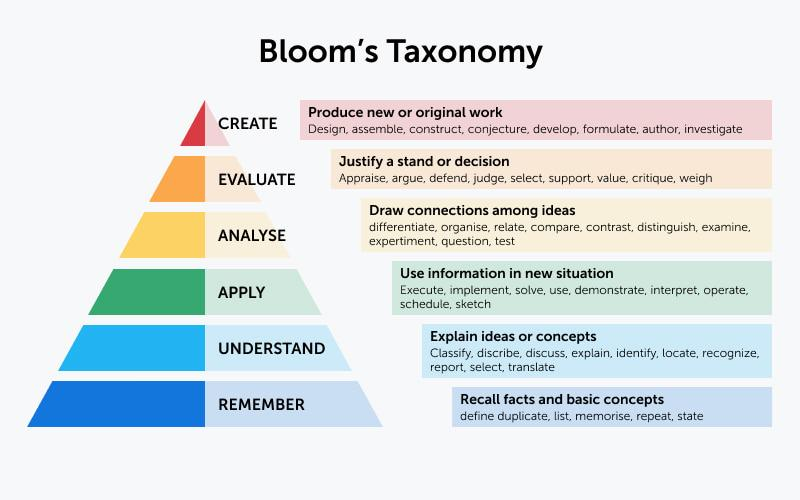 Bloom's Taxonomy
CREATE
Produce new or original work
Design, assemble, construct, conjecture, develop, formulate, author, investigate
EVALUATE
Justify a stand or decision
Appraise, argue, defend, judge, select, support, value, critique, weigh
ANALYSE
Draw connections among ideas
differentiate, organise, relate, compare, contrast, distinguish, examine,
expertiment, question, test
APPLY
Use information in new situation
Execute, implement, solve, use, demonstrate, interpret, operate,
schedule, sketch
UNDERSTAND
Explain ideas or concepts
Classify, discribe, discuss, explain, identify, locate, recognize,
report, select, translate
REMEMBER
Recall facts and basic concepts
define duplicate, list, memorise, repeat, state